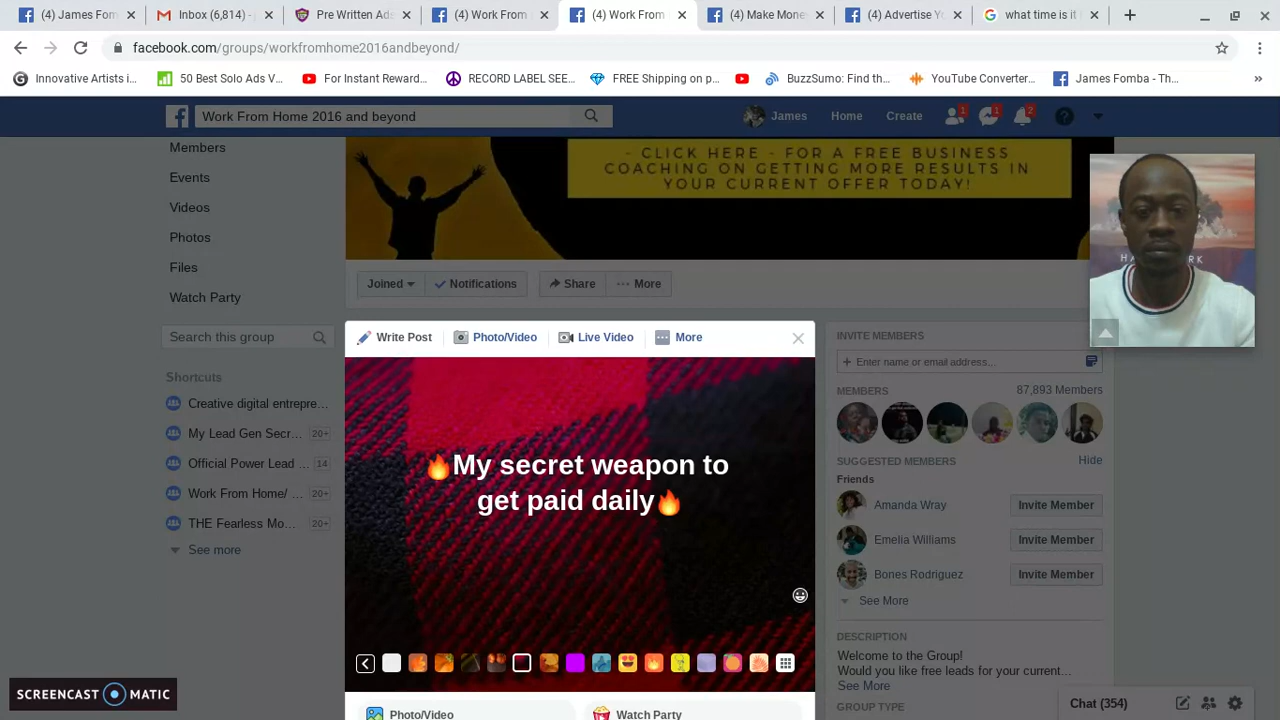 (4) James Fom
Inbox (6,814) -
Pre Written Ads
(4) Work From
(4) Work From
(4) Make Mone
(4) Advertise Yo
what time is it
facebook.com/groups/workfromhome2016andbeyond/
Innovative Artists i...
50 Best Solo Ads V...
For Instant Reward...
RECORD LABEL SEE...
FREE Shipping on p...
BuzzSumo: Find th...
YouTube Converter...
James Fomba - Th...
Work From Home 2016 and beyond
James
Home
Create
1
1
2
Members
Events
Videos
Photos
Files
Watch Party
- CLICK HERE - FOR A FREE BUSINESS
COACHING ON GETTING MORE RESULTS IN
YOUR CURRENT OFFER TODAY!
Joined
Notifications
Share
More
Search this group
Shortcuts
Creative digital entrepre...
My Lead Gen Secr... 20+
Official Power Lead ... 14
Work From Home/ ... 20+
THE Fearless Mo... 20+
See more
Write Post
Photo/Video
Live Video
More
🔥My secret weapon to
get paid daily🔥
Photo/Video
Watch Party
INVITE MEMBERS
+ Enter name or email address...
MEMBERS
87,893 Members
SUGGESTED MEMBERS
Hide
Friends
Amanda Wray
Invite Member
Emelia Williams
Invite Member
Bones Rodriguez
Invite Member
See More
DESCRIPTION
Welcome to the Group!
Would you like free leads for your current...
See More
GROUP TYPE
Chat (354)
SCREENCAST MATIC